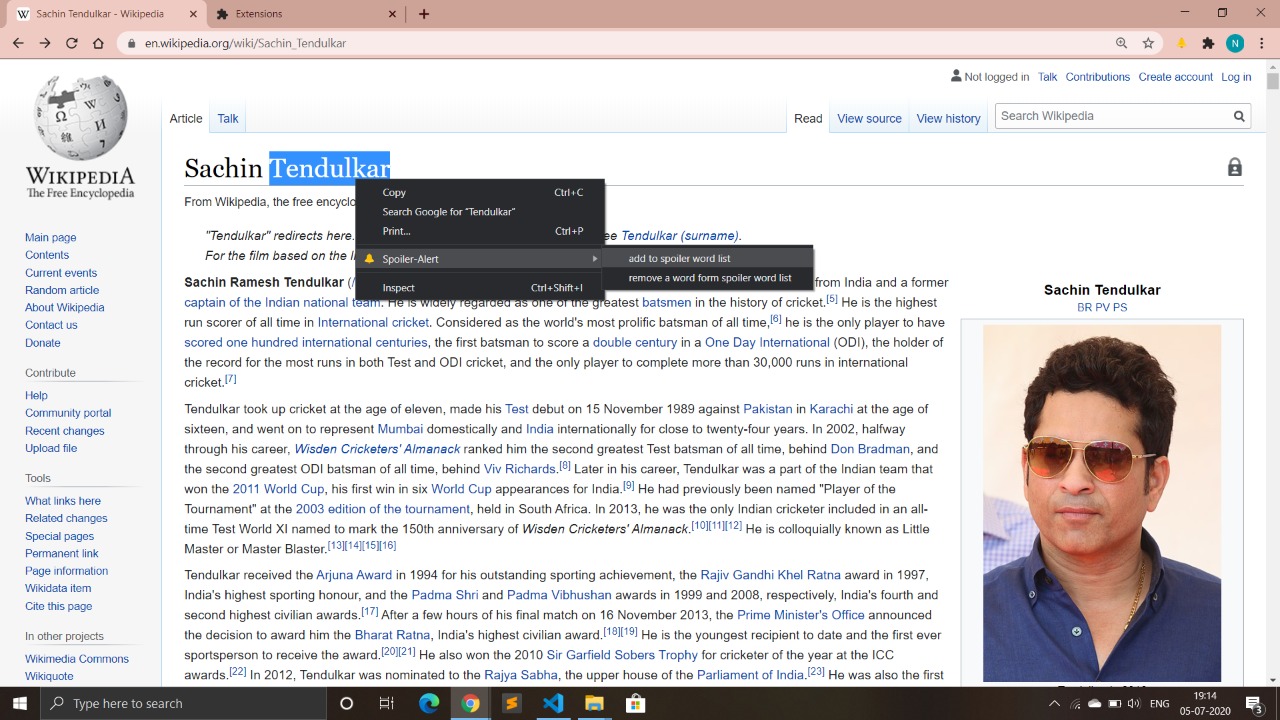 Sachin Tendulkar - Wikipedia
Extensions
en.wikipedia.org/wiki/Sachin_Tendulkar
N
Not logged in Talk Contributions Create account Log in
Article Talk Read View source View history Search Wikipedia
WIKIPEDIA
The Free Encyclopedia
Main page
Contents
Current events
Random article
About Wikipedia
Contact us
Donate
Contribute
Help
Community portal
Recent changes
Upload file
Tools
What links here
Related changes
Special pages
Permanent link
Page information
Wikidata item
Cite this page
In other projects
Wikimedia Commons
Wikiquote
Sachin Tendulkar
From Wikipedia, the free encyclo
"Tendulkar" redirects here. ee Tendulkar (surname).
For the film based on the
Copy Ctrl+C
Search Google for "Tendulkar"
Print... Ctrl+P
Spoiler-Alert
Inspect Ctrl+Shift+I
add to spoiler word list
remove a word form spoiler word list
Sachin Ramesh Tendulkar (/ from India and a former
captain of the Indian national team. He is widely regarded as one of the greatest batsmen in the history of cricket.[5] He is the highest
run scorer of all time in International cricket. Considered as the world's most prolific batsman of all time,[6] he is the only player to have
scored one hundred international centuries, the first batsman to score a double century in a One Day International (ODI), the holder of
the record for the most runs in both Test and ODI cricket, and the only player to complete more than 30,000 runs in international
cricket.[7]
Tendulkar took up cricket at the age of eleven, made his Test debut on 15 November 1989 against Pakistan in Karachi at the age of
sixteen, and went on to represent Mumbai domestically and India internationally for close to twenty-four years. In 2002, halfway
through his career, Wisden Cricketers' Almanack ranked him the second greatest Test batsman of all time, behind Don Bradman, and
the second greatest ODI batsman of all time, behind Viv Richards.[8] Later in his career, Tendulkar was a part of the Indian team that
won the 2011 World Cup, his first win in six World Cup appearances for India.[9] He had previously been named "Player of the
Tournament" at the 2003 edition of the tournament, held in South Africa. In 2013, he was the only Indian cricketer included in an all-
time Test World XI named to mark the 150th anniversary of Wisden Cricketers' Almanack.[10][11][12] He is colloquially known as Little
Master or Master Blaster.[13][14][15][16]
Tendulkar received the Arjuna Award in 1994 for his outstanding sporting achievement, the Rajiv Gandhi Khel Ratna award in 1997,
India's highest sporting honour, and the Padma Shri and Padma Vibhushan awards in 1999 and 2008, respectively, India's fourth and
second highest civilian awards.[17] After a few hours of his final match on 16 November 2013, the Prime Minister's Office announced
the decision to award him the Bharat Ratna, India's highest civilian award.[18][19] He is the youngest recipient to date and the first ever
sportsperson to receive the award.[20][21] He also won the 2010 Sir Garfield Sobers Trophy for cricketer of the year at the ICC
awards.[22] In 2012, Tendulkar was nominated to the Rajya Sabha, the upper house of the Parliament of India.[23] He was also the first
Sachin Tendulkar
BR PV PS
Type here to search
ENG
19:14
05-07-2020
3